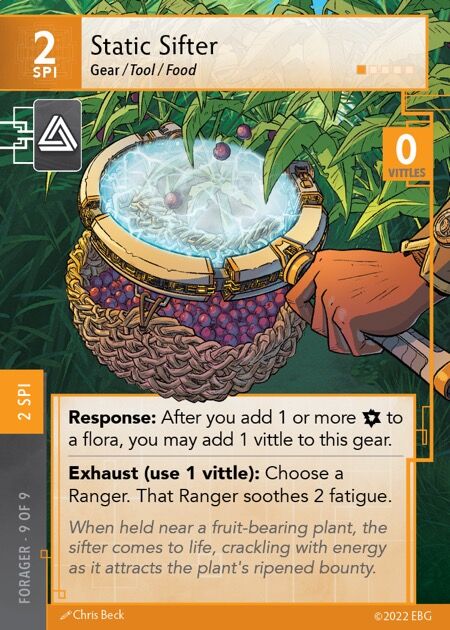 2
SPI
Static Sifter
Gear / Tool / Food
0
VITTLES
2 SPI
Response: After you add 1 or more to
a flora, you may add 1 vittle to this gear.
Exhaust (use 1 vittle): Choose a
Ranger. That Ranger soothes 2 fatigue.
When held near a fruit-bearing plant, the
sifter comes to life, crackling with energy
as it attracts the plant's ripened bounty.
FORAGER · 9 OF 9
Chris Beck
©2022 EBG